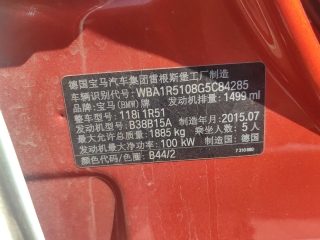 德国宝马汽车集团雷根斯堡工厂制造
车辆识别代号: WBA1R5108G5C84285
品牌: 宝马(BMW)牌 发动机排量: 1499 ml
整车型号: 118i 1R51
发动机型号: B38B15A 制造年月: 2015.07
最大允许总质量: 1885 kg 乘坐人数: 5 人
发动机最大净功率: 100 kW 制造国: 德国
颜色代码/色圈: B44/2